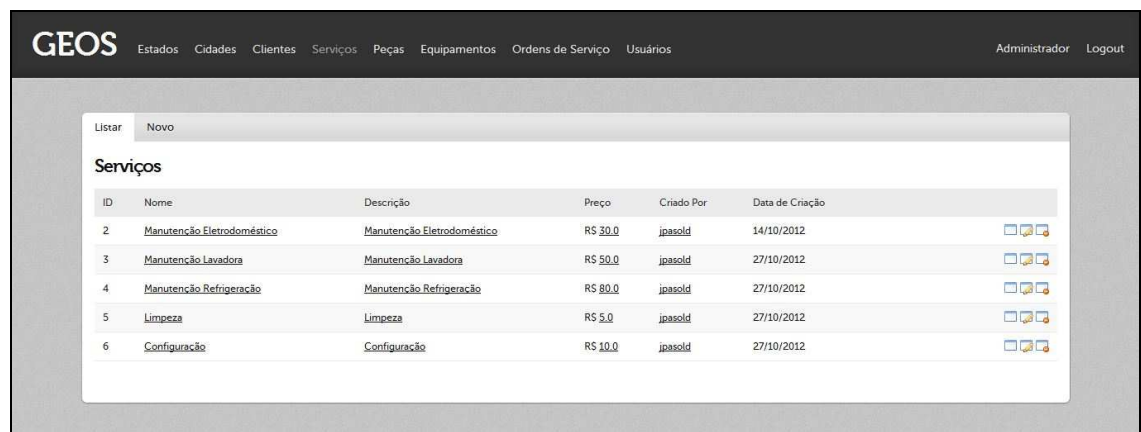 GEOS Estados Cidades Clientes Serviços Peças Equipamentos Ordens de Serviço Usuários Administrador Logout
Listar Novo
Serviços
ID Nome Descrição Preço Criado Por Data de Criação
2 Manutenção Eletrodoméstico Manutenção Eletrodoméstico R$ 30.0 jpasold 14/10/2012
3 Manutenção Lavadora Manutenção Lavadora R$ 50.0 jpasold 27/10/2012
4 Manutenção Refrigeração Manutenção Refrigeração R$ 80.0 jpasold 27/10/2012
5 Limpeza Limpeza R$ 5.0 jpasold 27/10/2012
6 Configuração Configuração R$ 10.0 jpasold 27/10/2012